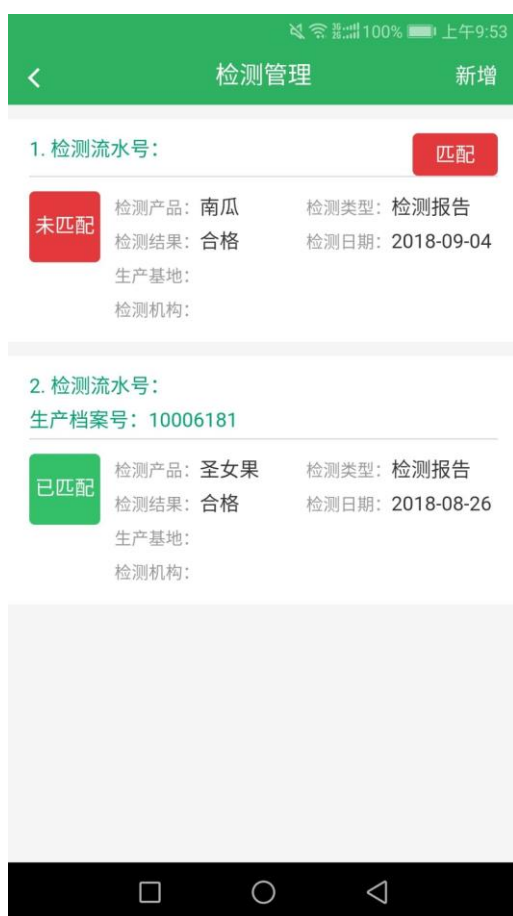 100% 上午9:53
检测管理 新增
1. 检测流水号： 匹配
未匹配
检测产品：南瓜 检测类型：检测报告
检测结果：合格 检测日期：2018-09-04
生产基地：
检测机构：
2. 检测流水号：
生产档案号：10006181
已匹配
检测产品：圣女果 检测类型：检测报告
检测结果：合格 检测日期：2018-08-26
生产基地：
检测机构：